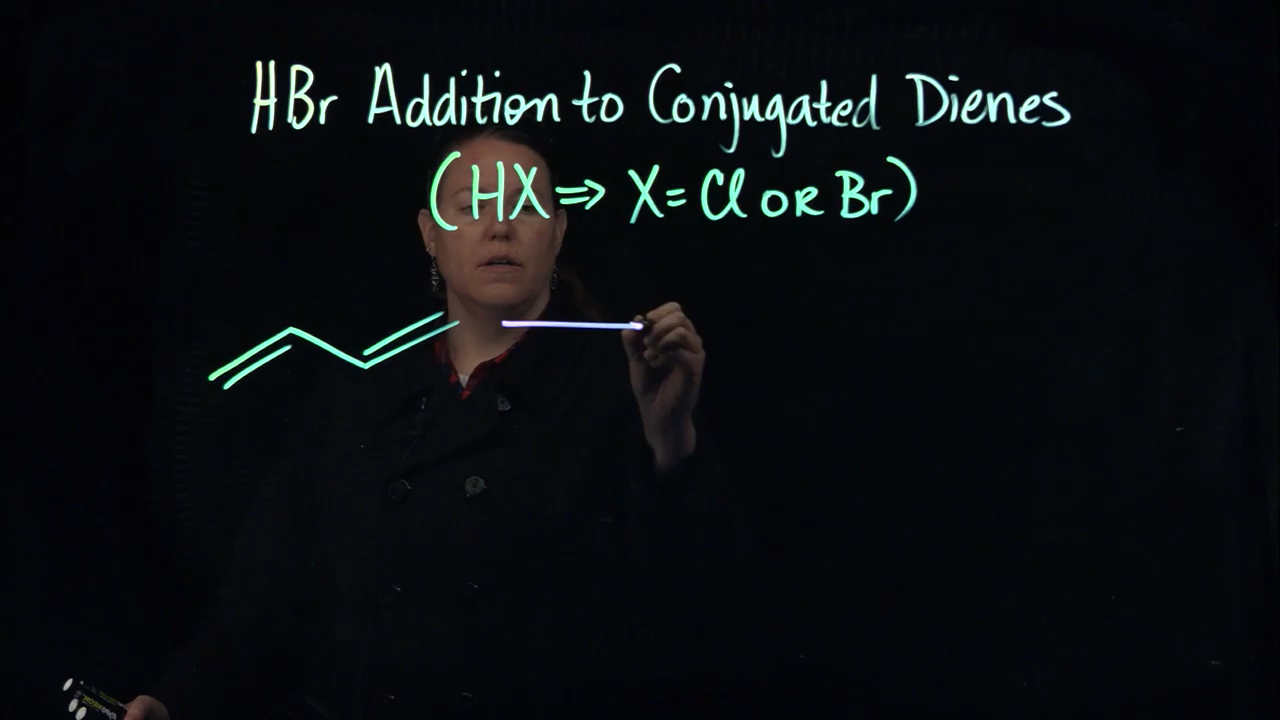 HBr Addition to Conjugated Dienes
(HX ⇒ X = Cl OR Br)